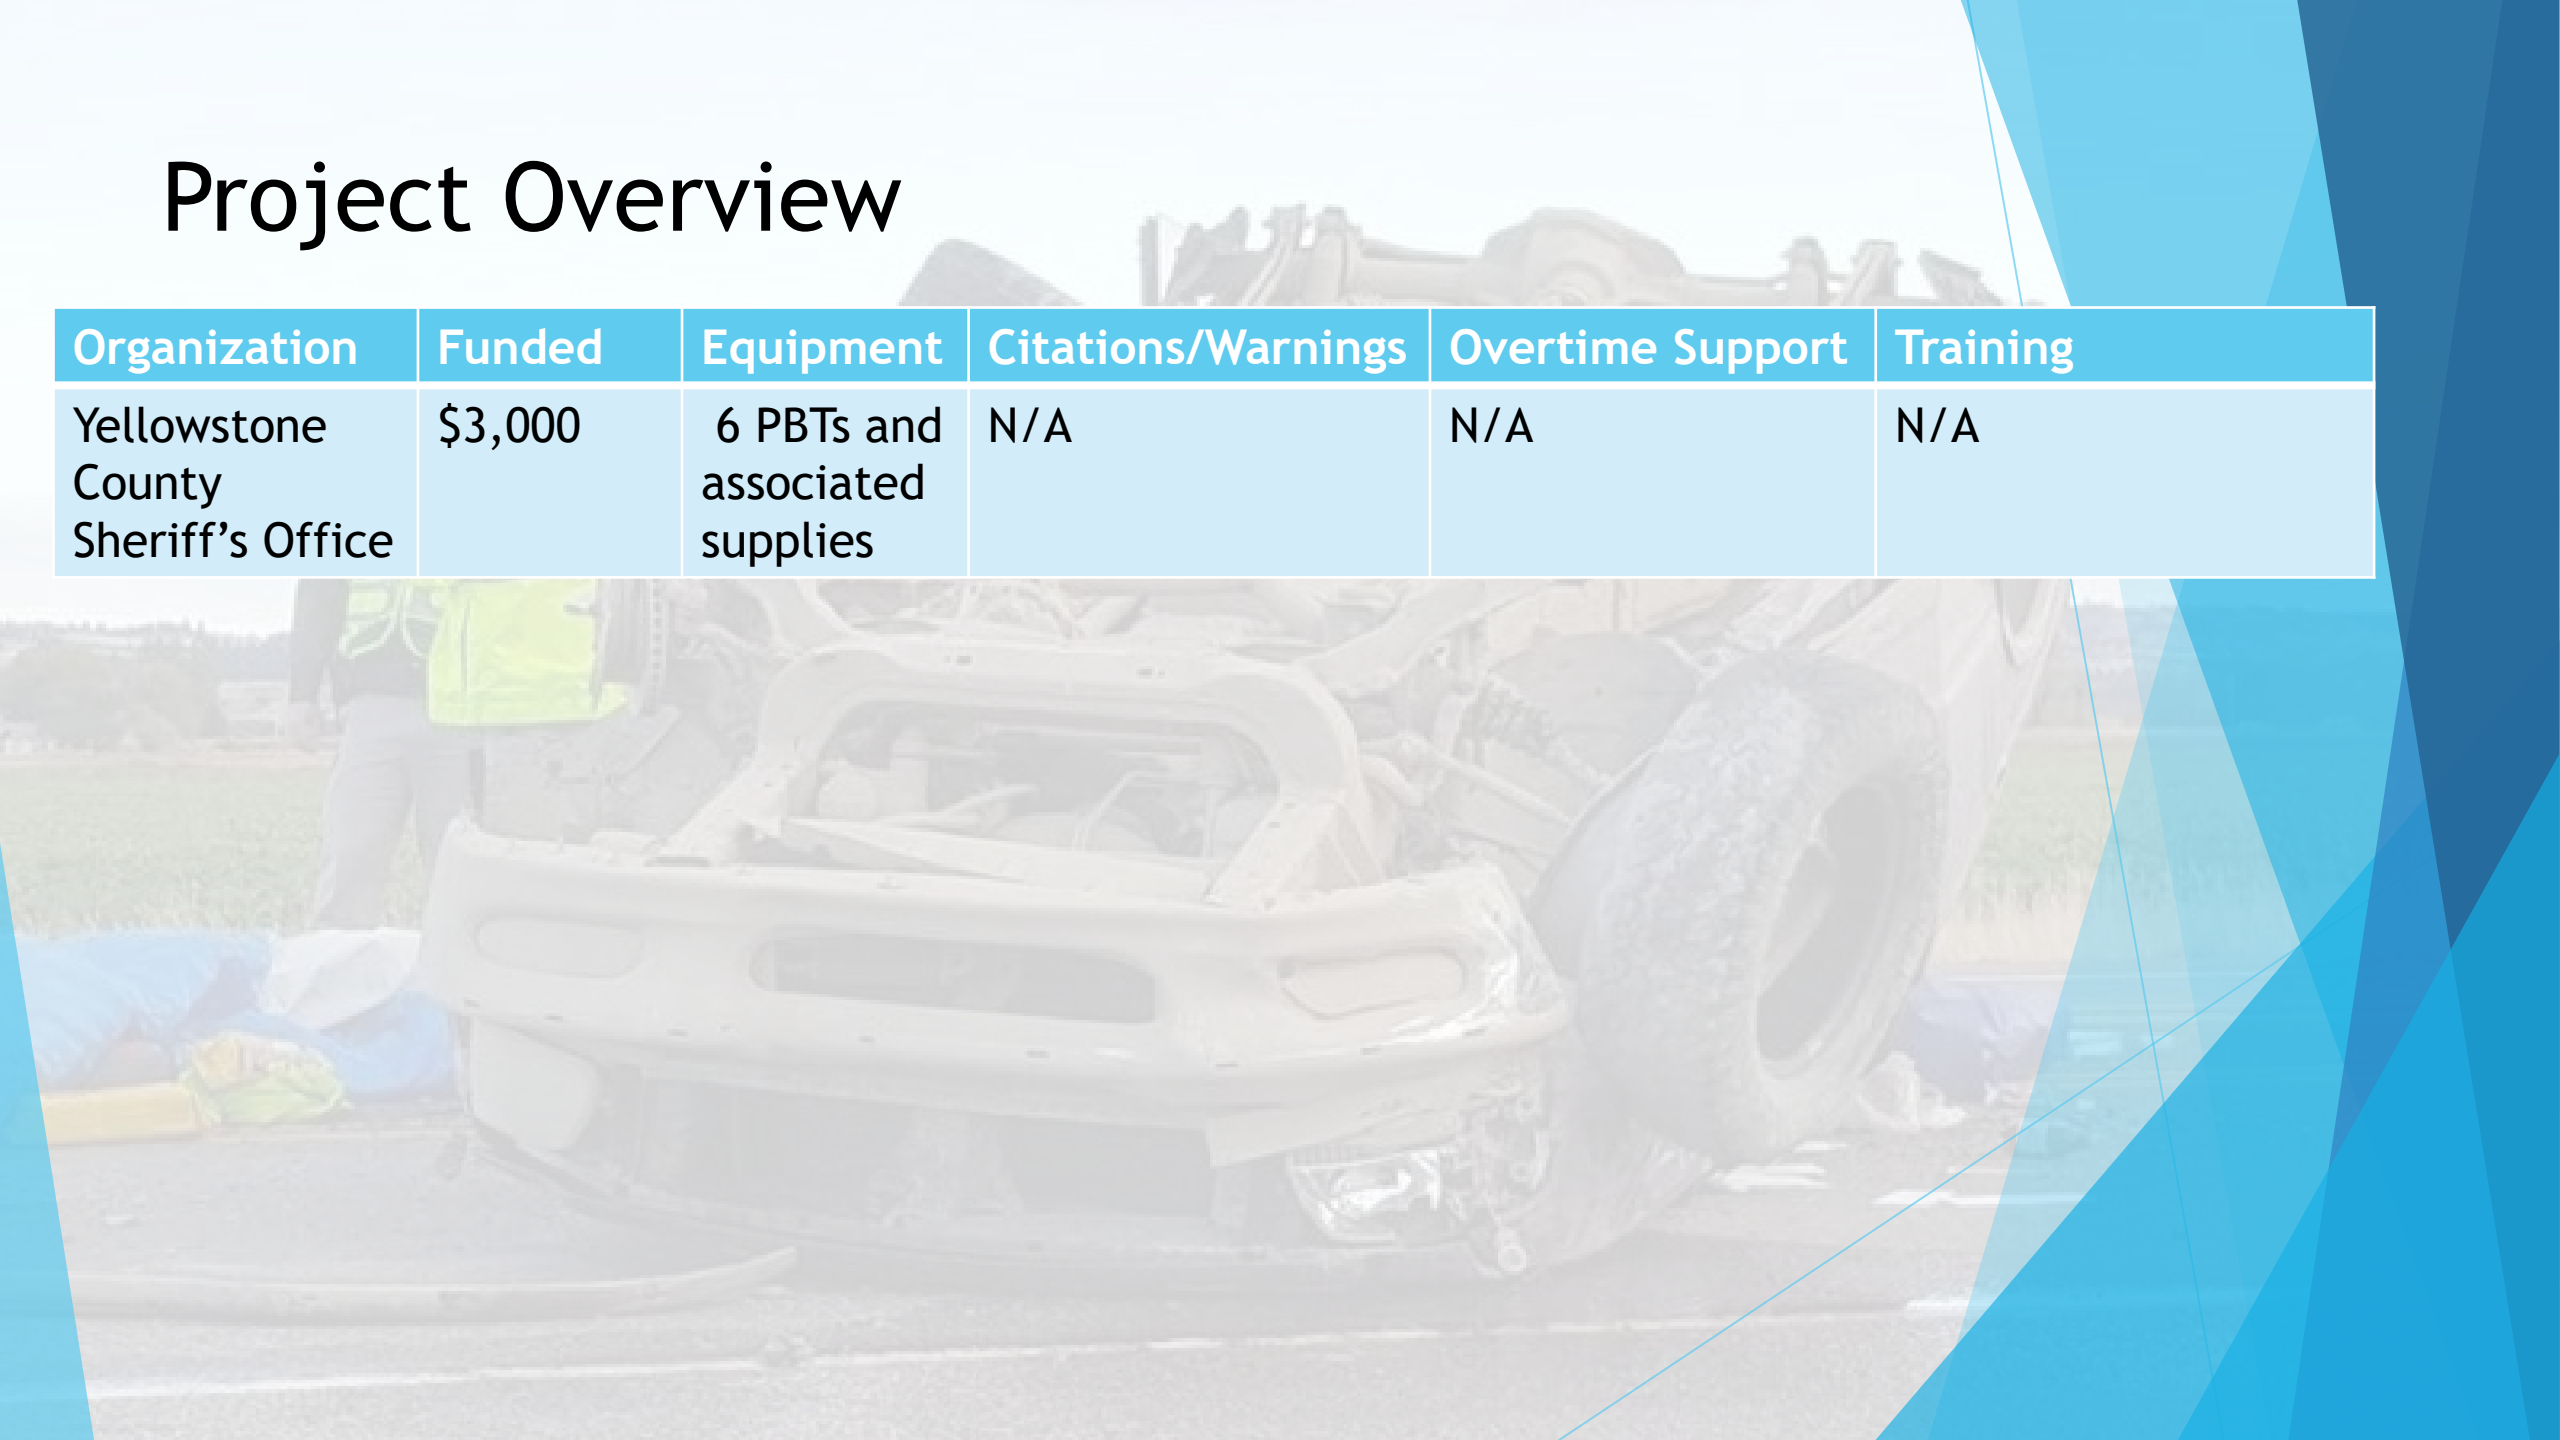 Project Overview
Organization Funded Equipment Citations/Warnings Overtime Support Training
Yellowstone County Sheriff’s Office $3,000 6 PBTs and associated supplies N/A N/A N/A